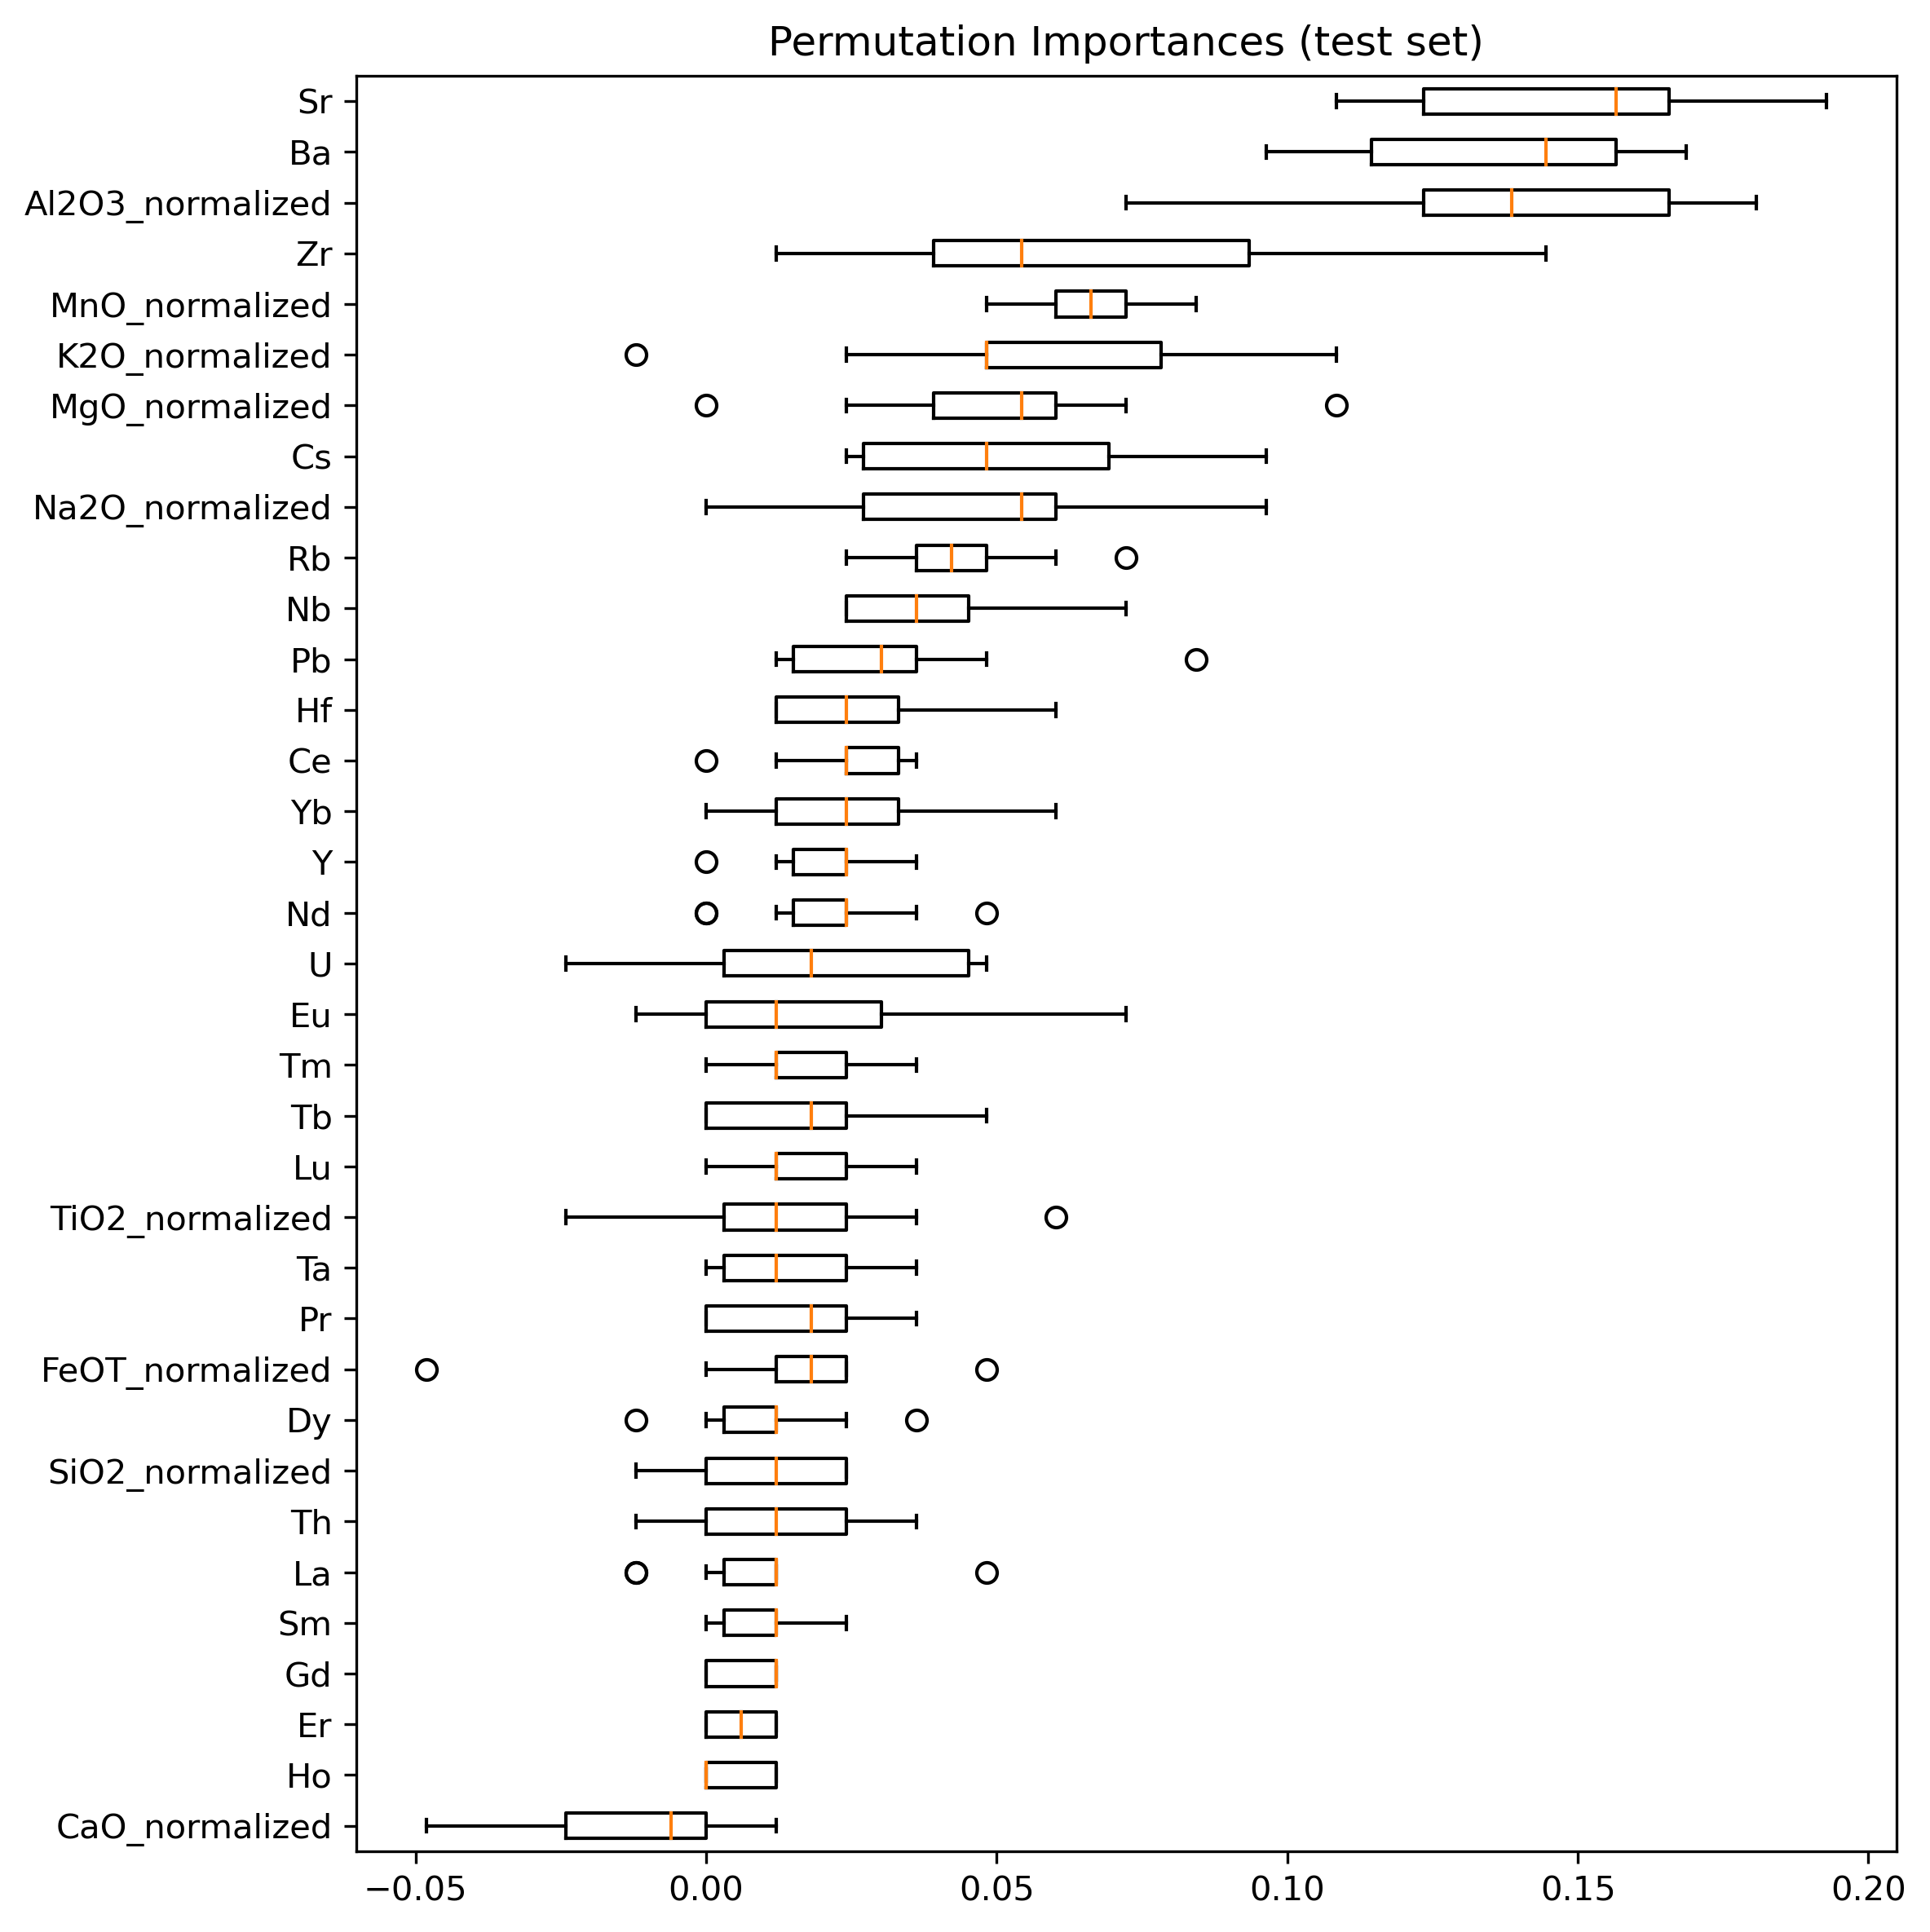 Permutation Importances (test set)
Sr
Ba
Al2O3_normalized
Zr
MnO_normalized
K2O_normalized
MgO_normalized
Cs
Na2O_normalized
Rb
Nb
Pb
Hf
Ce
Yb
Y
Nd
U
Eu
Tm
Tb
Lu
TiO2_normalized
Ta
Pr
FeOT_normalized
Dy
SiO2_normalized
Th
La
Sm
Gd
Er
Ho
CaO_normalized
−0.05 0.00 0.05 0.10 0.15 0.20